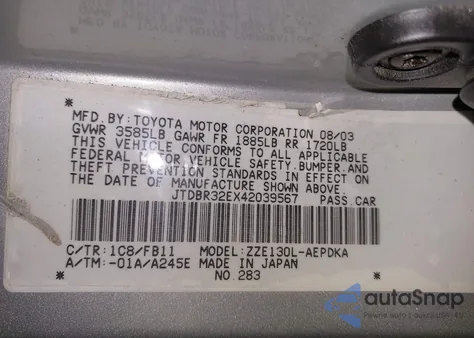 MFD. BY: TOYOTA MOTOR CORPORATION 08/03
GVWR 3585LB GAWR FR 1885LB RR 1720LB
THIS VEHICLE CONFORMS TO ALL APPLICABLE
FEDERAL MOTOR VEHICLE SAFETY, BUMPER, AND
THEFT PREVENTION STANDARDS IN EFFECT ON
THE DATE OF MANUFACTURE SHOWN ABOVE.
JTDBR32EX42039567 PASS. CAR
C/TR: 1C8/FB11 MODEL: ZZE130L-AEPDKA
A/TM: -01A/A245E MADE IN JAPAN
NO. 283
autoSnap